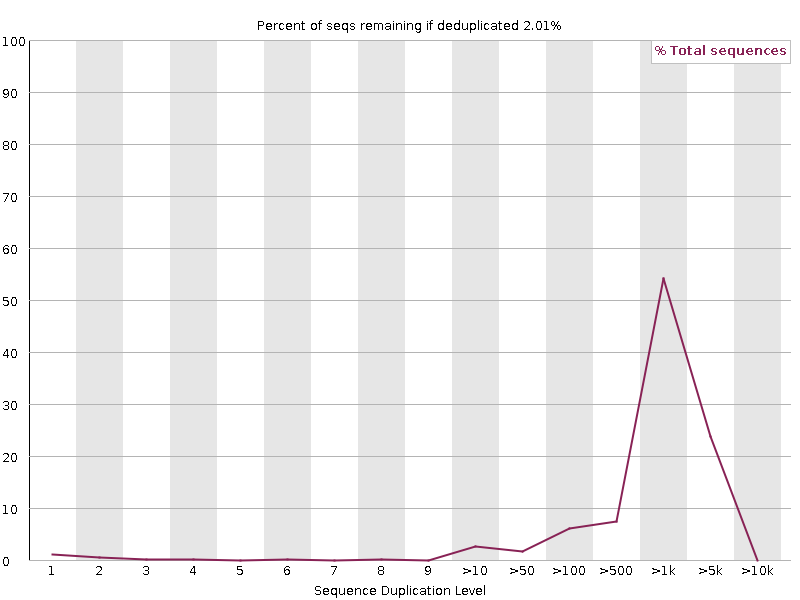 Percent of seqs remaining if deduplicated 2.01%
% Total sequences
100
90
80
70
60
50
40
30
20
10
0
1 2 3 4 5 6 7 8 9 >10 >50 >100 >500 >1k >5k >10k
Sequence Duplication Level